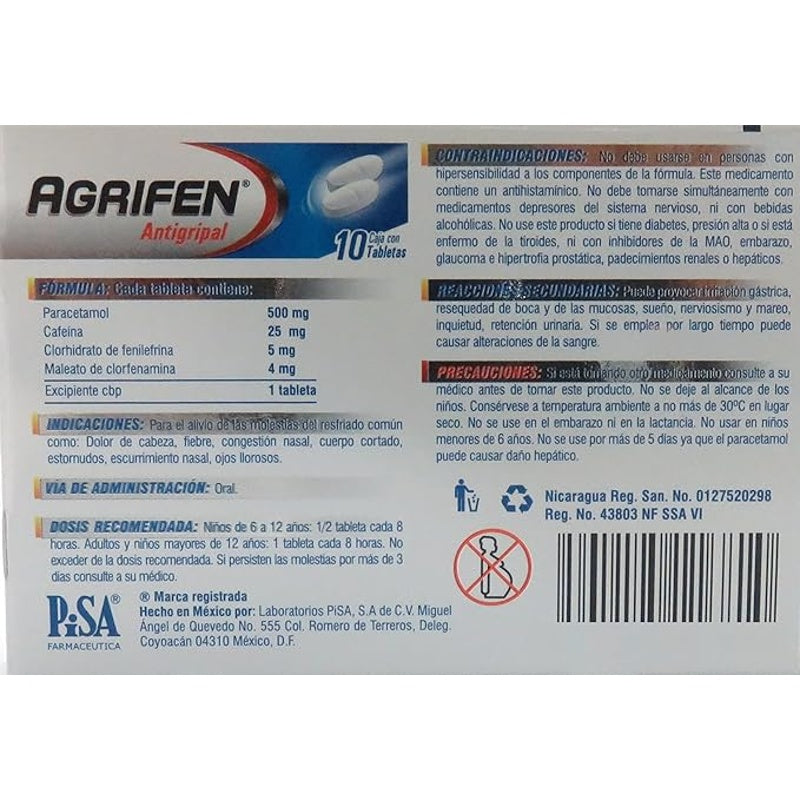 AGRIFEN®
Antigripal
10 Caja con
Tabletas
FÓRMULA: Cada tableta contiene:
Paracetamol 500 mg
Cafeína 25 mg
Clorhidrato de fenilefrina 5 mg
Maleato de clorfenamina 4 mg
Excipiente cbp 1 tableta
INDICACIONES: Para el alivio de las molestias del resfriado común
como: Dolor de cabeza, fiebre, congestión nasal, cuerpo cortado,
estornudos, escurrimiento nasal, ojos llorosos.
VÍA DE ADMINISTRACIÓN: Oral.
DOSIS RECOMENDADA: Niños de 6 a 12 años: 1/2 tableta cada 8
horas. Adultos y niños mayores de 12 años: 1 tableta cada 8 horas. No
exceder de la dosis recomendada. Si persisten las molestias por más de 3
días consulte a su médico.
PiSA®
FARMACEUTICA
® Marca registrada
Hecho en México por: Laboratorios PiSA, S.A de C.V. Miguel
Ángel de Quevedo No. 555 Col. Romero de Terreros, Deleg.
Coyoacán 04310 México, D.F.
CONTRAINDICACIONES: No debe usarse en personas con
hipersensibilidad a los componentes de la fórmula. Este medicamento
contiene un antihistamínico. No debe tomarse simultáneamente con
medicamentos depresores del sistema nervioso, ni con bebidas
alcohólicas. No use este producto si tiene diabetes, presión alta o si está
enfermo de la tiroides, ni con inhibidores de la MAO, embarazo,
glaucoma e hipertrofia prostática, padecimientos renales o hepáticos.
REACCIONES SECUNDARIAS: Puede provocar irritación gástrica,
resequedad de boca y de las mucosas, sueño, nerviosismo y mareo,
inquietud, retención urinaria. Si se emplea por largo tiempo puede
causar alteraciones de la sangre.
PRECAUCIONES: Si está tomando otro medicamento consulte a su
médico antes de tomar este producto. No se deje al alcance de los
niños. Consérvese a temperatura ambiente a no más de 30ºC en lugar
seco. No se use en el embarazo ni en la lactancia. No usar en niños
menores de 6 años. No se use por más de 5 días ya que el paracetamol
puede causar daño hepático.
Nicaragua Reg. San. No. 0127520298
Reg. No. 43803 NF SSA VI